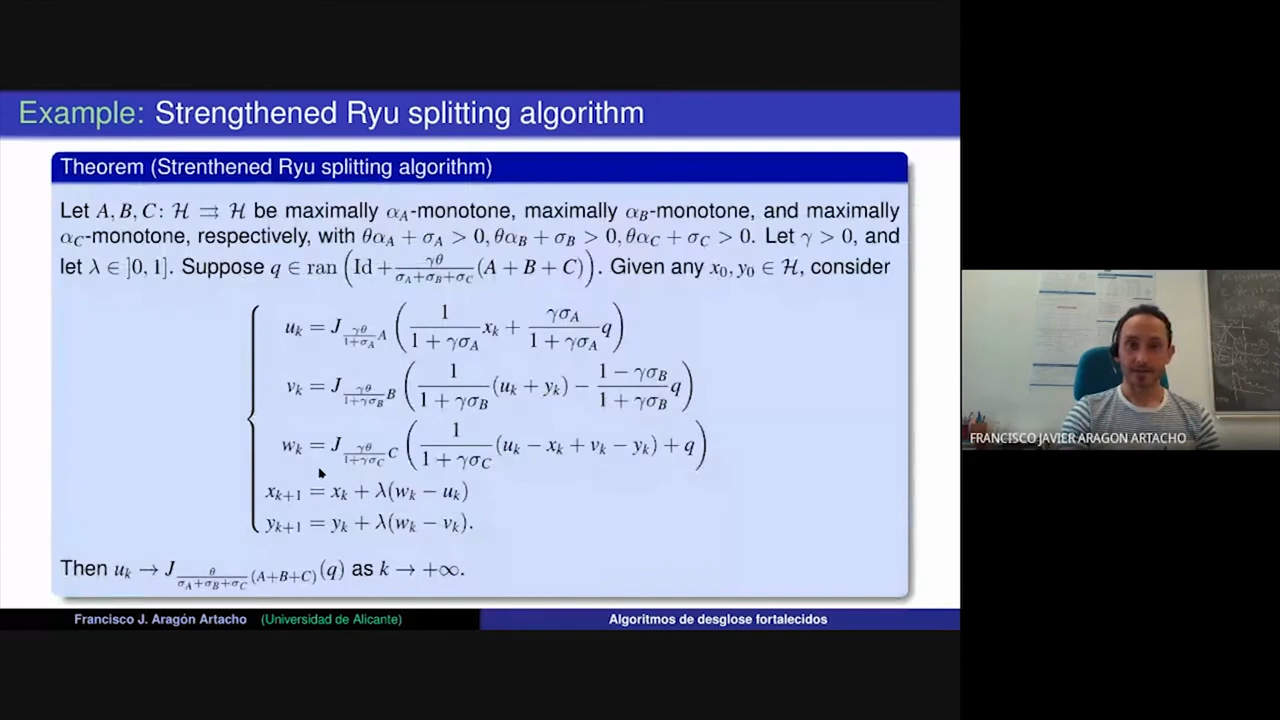 Example: Strengthened Ryu splitting algorithm
Theorem (Strenthened Ryu splitting algorithm)
Let A, B, C : ℋ ⇉ ℋ be maximally α_A-monotone, maximally α_B-monotone, and maximally
α_C-monotone, respectively, with θα_A + σ_A > 0, θα_B + σ_B > 0, θα_C + σ_C > 0. Let γ > 0, and
let λ ∈ ]0, 1]. Suppose q ∈ ran (Id + γθ/(σ_A+σ_B+σ_C) (A + B + C)). Given any x_0, y_0 ∈ ℋ, consider
u_k = J_{γθ/(1+σ_A) A} ( 1/(1 + γσ_A) x_k + γσ_A/(1 + γσ_A) q )
v_k = J_{γθ/(1+γσ_B) B} ( 1/(1 + γσ_B) (u_k + y_k) − (1 − γσ_B)/(1 + γσ_B) q )
w_k = J_{γθ/(1+γσ_C) C} ( 1/(1 + γσ_C) (u_k − x_k + v_k − y_k) + q )
x_{k+1} = x_k + λ(w_k − u_k)
y_{k+1} = y_k + λ(w_k − v_k).
Then u_k → J_{θ/(σ_A+σ_B+σ_C) (A+B+C)}(q) as k → +∞.
Francisco J. Aragón Artacho (Universidad de Alicante) Algoritmos de desglose fortalecidos
FRANCISCO JAVIER ARAGON ARTACHO